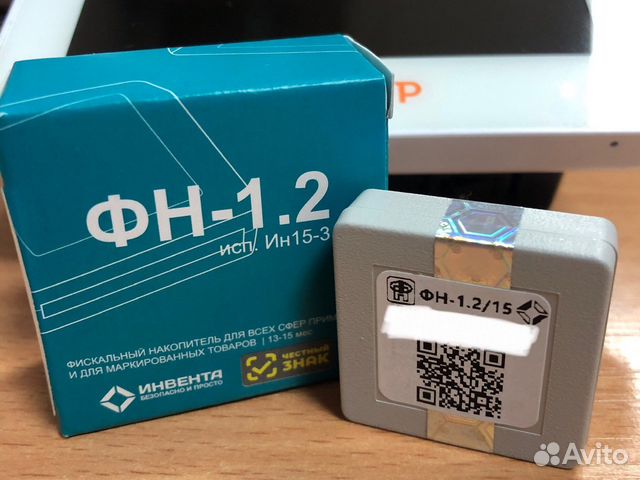 Р
ФН-1.2
исп. Ин15-3
ФИСКАЛЬНЫЙ НАКОПИТЕЛЬ ДЛЯ ВСЕХ СФЕР
И ДЛЯ МАРКИРОВАННЫХ ТОВАРОВ | 13-15 мес
ИНВЕНТА
БЕЗОПАСНО И ПРОСТО
ЧЕСТНЫЙ
ЗНАК
ФН-1.2/15
Avito